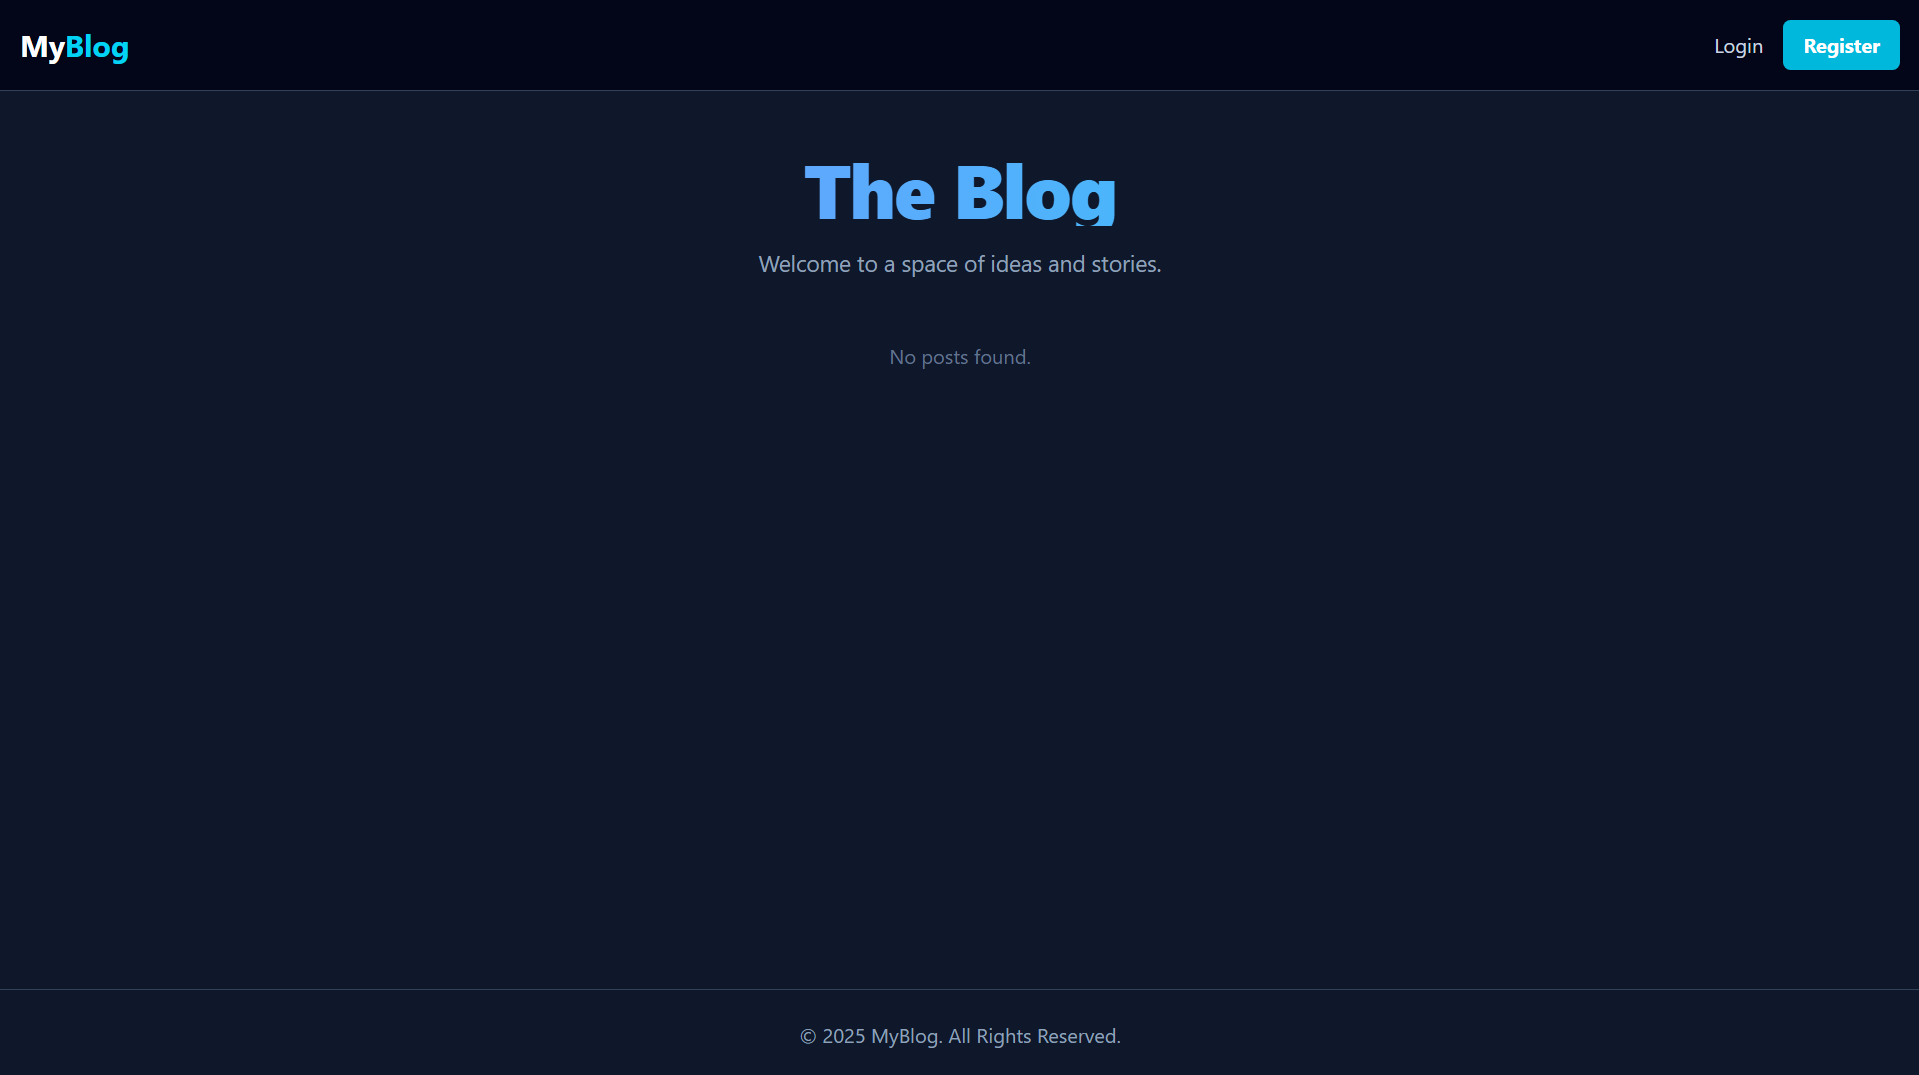 MyBlog
Login
Register
The Blog
Welcome to a space of ideas and stories.
No posts found.
© 2025 MyBlog. All Rights Reserved.